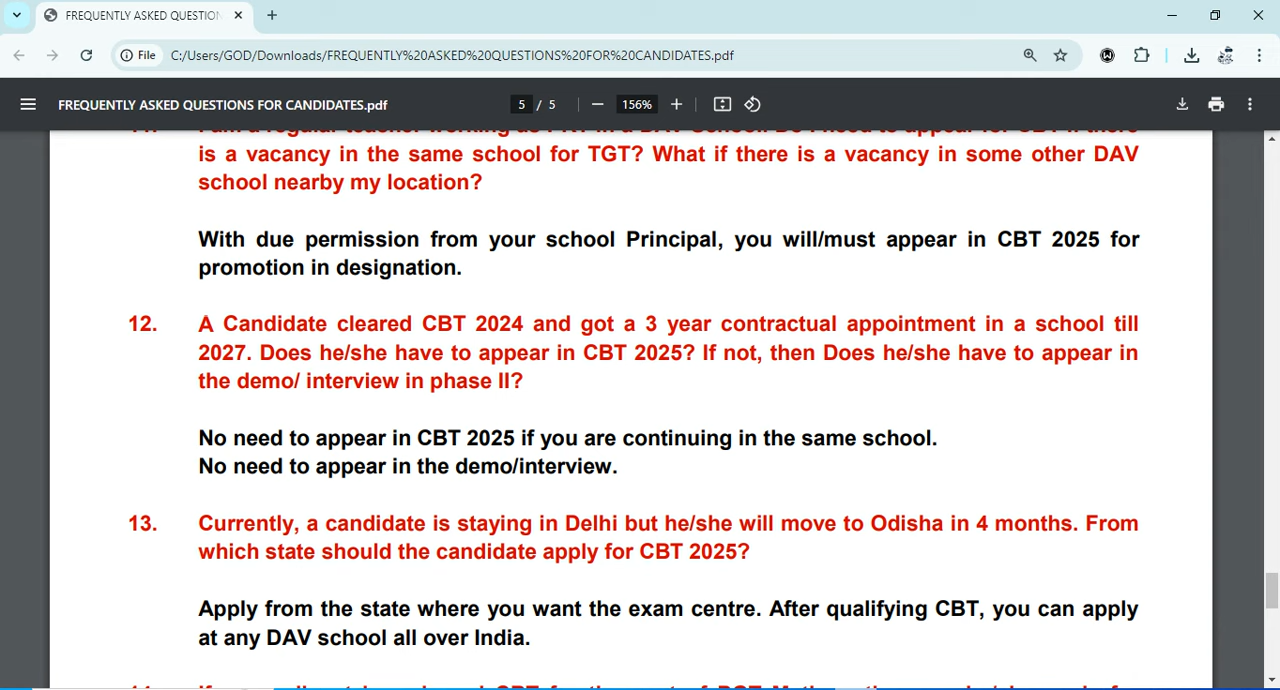 FREQUENTLY ASKED QUESTION
File C:/Users/GOD/Downloads/FREQUENTLY%20ASKED%20QUESTIONS%20FOR%20CANDIDATES.pdf
FREQUENTLY ASKED QUESTIONS FOR CANDIDATES.pdf 5 / 5 156%
is a vacancy in the same school for TGT? What if there is a vacancy in some other DAV
school nearby my location?
With due permission from your school Principal, you will/must appear in CBT 2025 for
promotion in designation.
12. A Candidate cleared CBT 2024 and got a 3 year contractual appointment in a school till
2027. Does he/she have to appear in CBT 2025? If not, then Does he/she have to appear in
the demo/ interview in phase II?
No need to appear in CBT 2025 if you are continuing in the same school.
No need to appear in the demo/interview.
13. Currently, a candidate is staying in Delhi but he/she will move to Odisha in 4 months. From
which state should the candidate apply for CBT 2025?
Apply from the state where you want the exam centre. After qualifying CBT, you can apply
at any DAV school all over India.